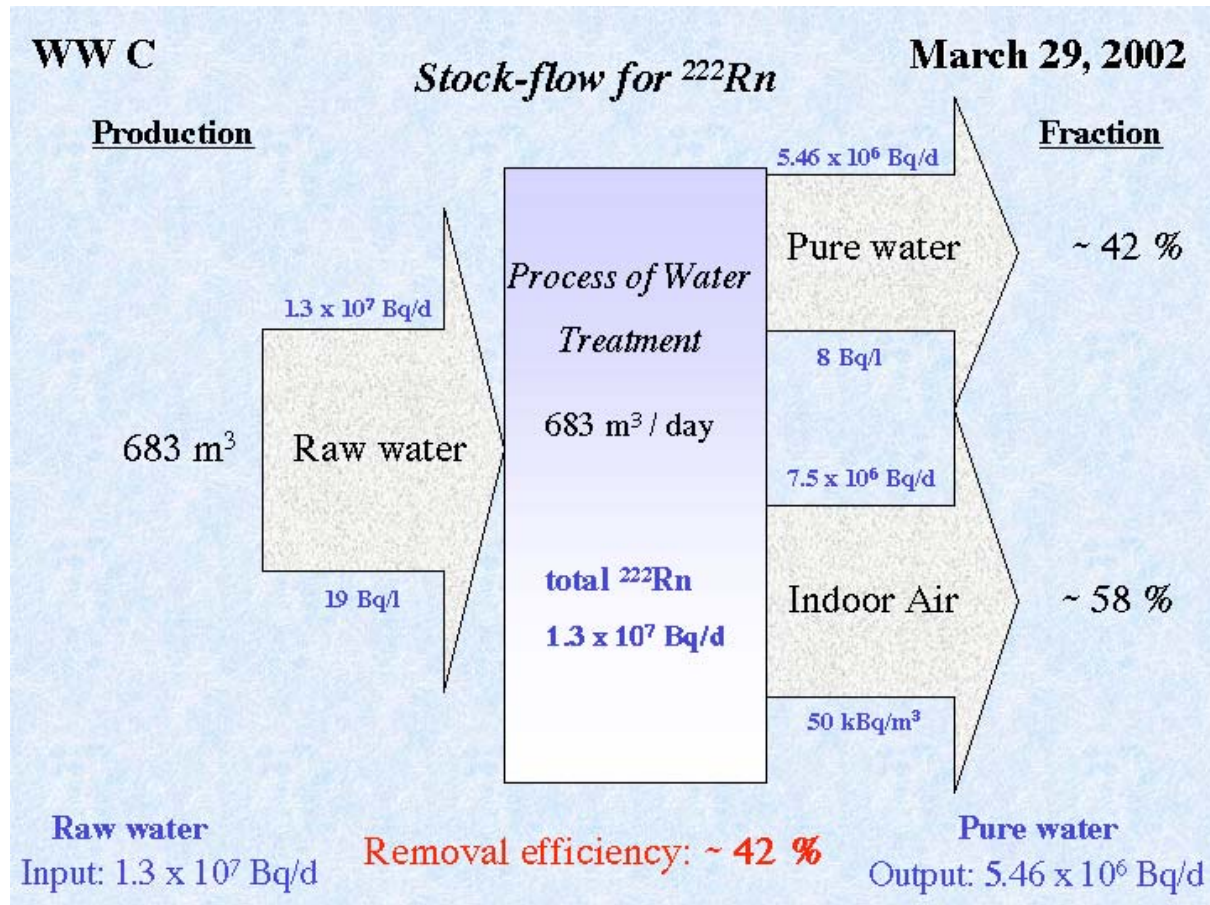 WW C
March 29, 2002
Stock-flow for ²²²Rn
Production
Fraction
5.46 x 10⁶ Bq/d
Pure water
~ 42 %
8 Bq/l
1.3 x 10⁷ Bq/d
683 m³
Raw water
19 Bq/l
Process of Water
Treatment
683 m³ / day
total ²²²Rn
1.3 x 10⁷ Bq/d
7.5 x 10⁶ Bq/d
Indoor Air
~ 58 %
50 kBq/m³
Raw water
Input: 1.3 x 10⁷ Bq/d
Removal efficiency: ~ 42 %
Pure water
Output: 5.46 x 10⁶ Bq/d